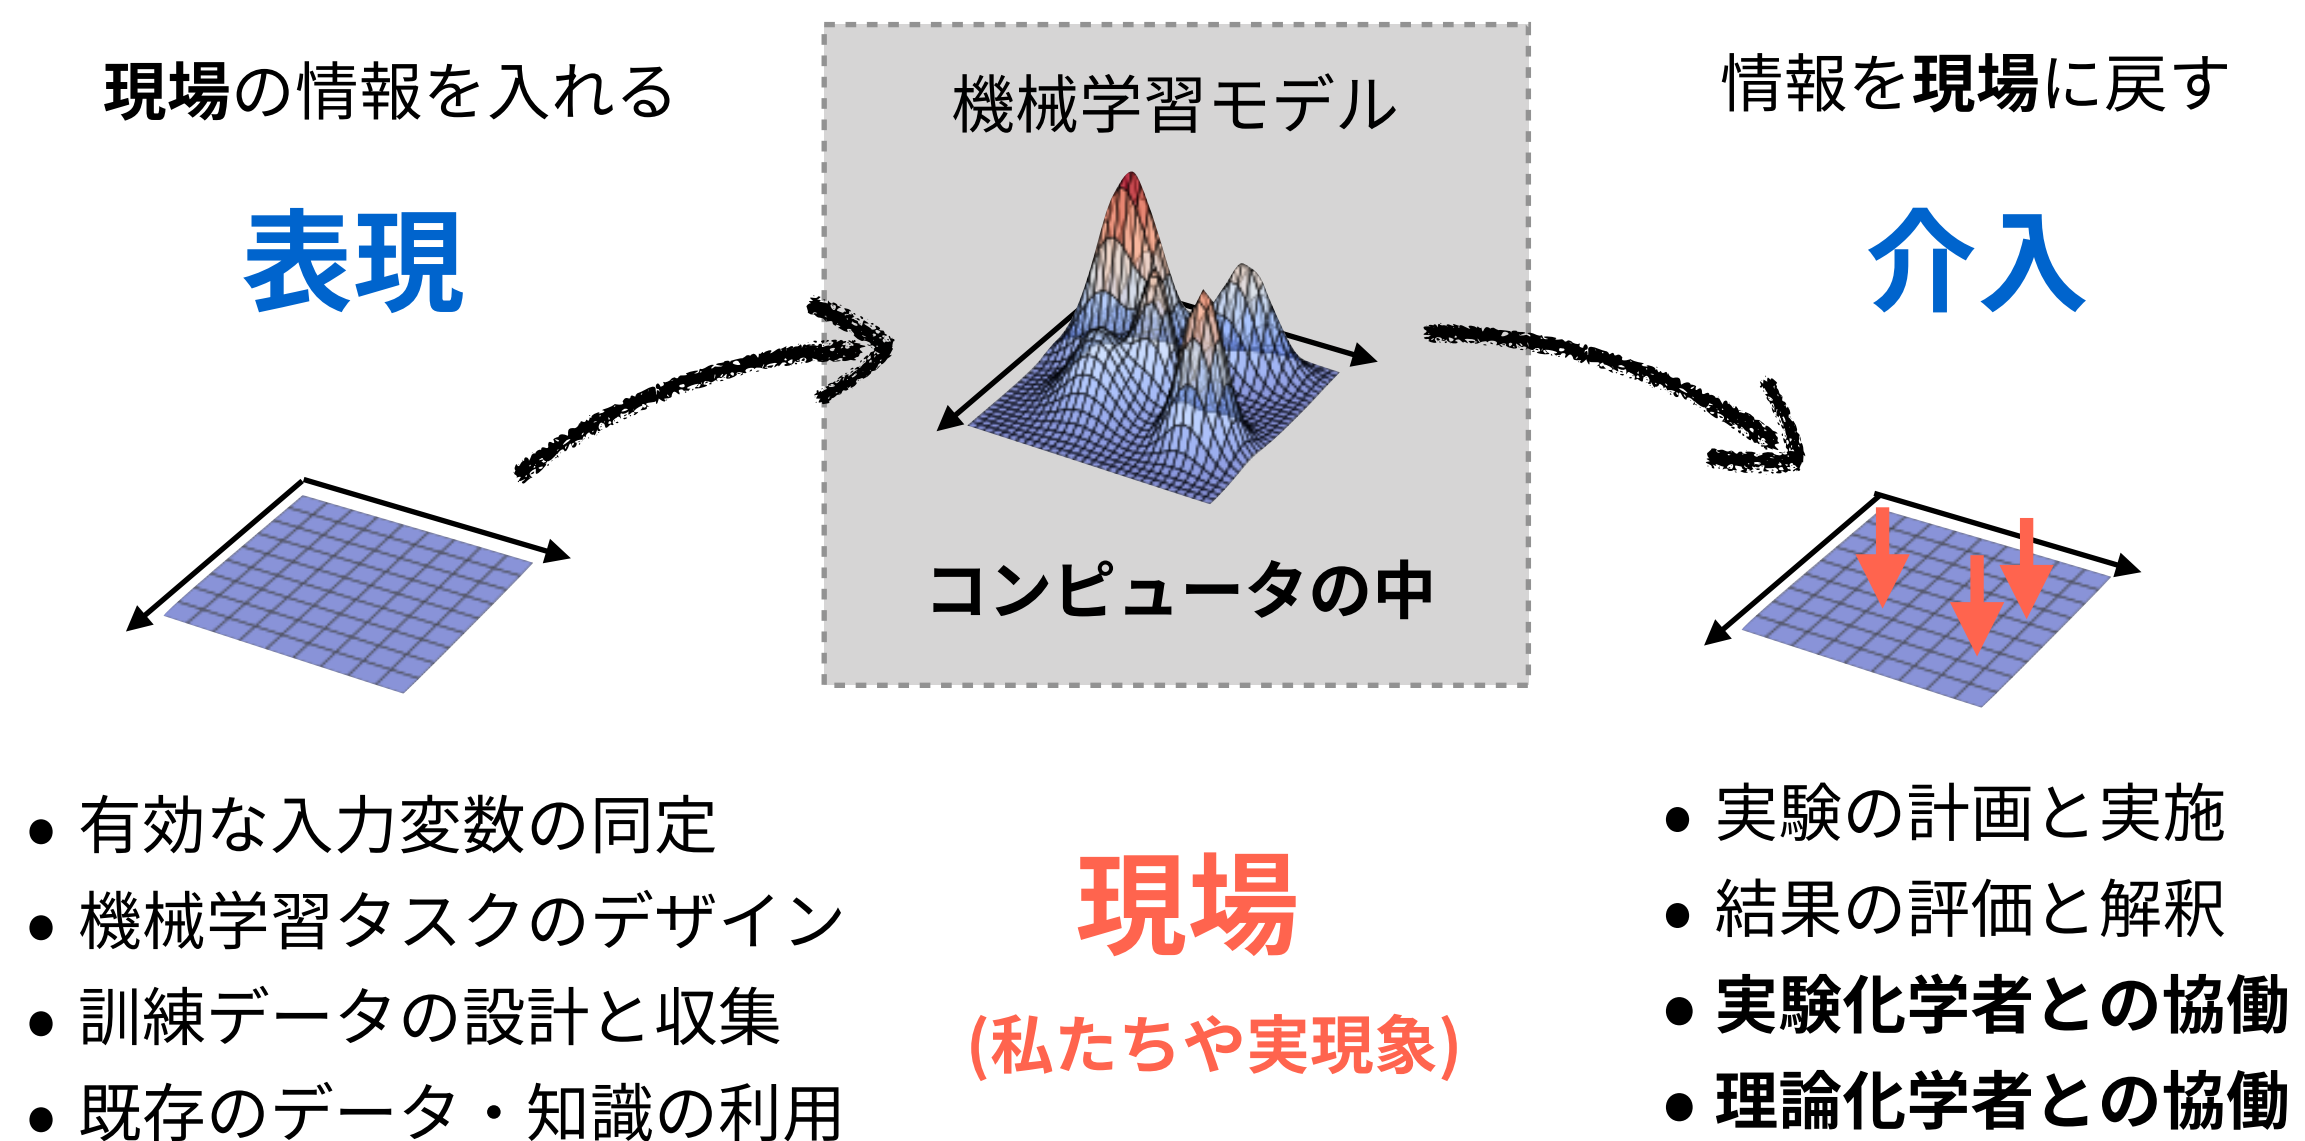 現場の情報を入れる
表現
機械学習モデル
コンピュータの中
情報を現場に戻す
介入
• 有効な入力変数の同定
• 機械学習タスクのデザイン
• 訓練データの設計と収集
• 既存のデータ・知識の利用
現場
(私たちや実現象)
• 実験の計画と実施
• 結果の評価と解釈
• 実験化学者との協働
• 理論化学者との協働